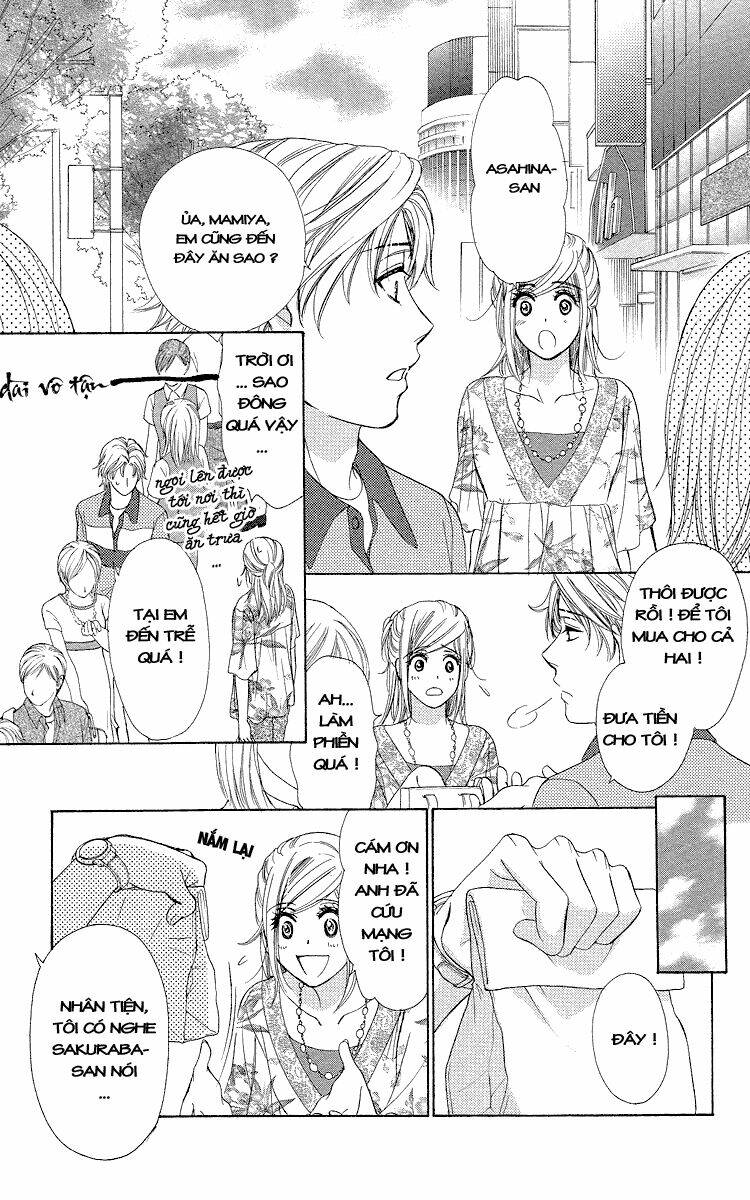 ASAHINA-
SAN
ỦA, MAMIYA,
EM CŨNG ĐẾN
ĐÂY ĂN SAO ?
TRỜI ƠI
... SAO
ĐÔNG
QUÁ VẬY
...
dài vô tận
ngoi lên được
tới nơi thì
cũng hết giờ
ăn trưa
...
TẠI EM
ĐẾN TRỄ
QUÁ !
THÔI ĐƯỢC
RỒI ! ĐỂ TÔI
MUA CHO CẢ
HAI !
ĐƯA TIỀN
CHO TÔI !
AH...
LÀM
PHIỀN
QUÁ !
ĐÂY !
CÁM ƠN
NHA !
ANH ĐÃ
CỨU
MẠNG
TÔI !
NẮM LẠI
NHÂN TIỆN,
TÔI CÓ NGHE
SAKURABA-
SAN NÓI
...